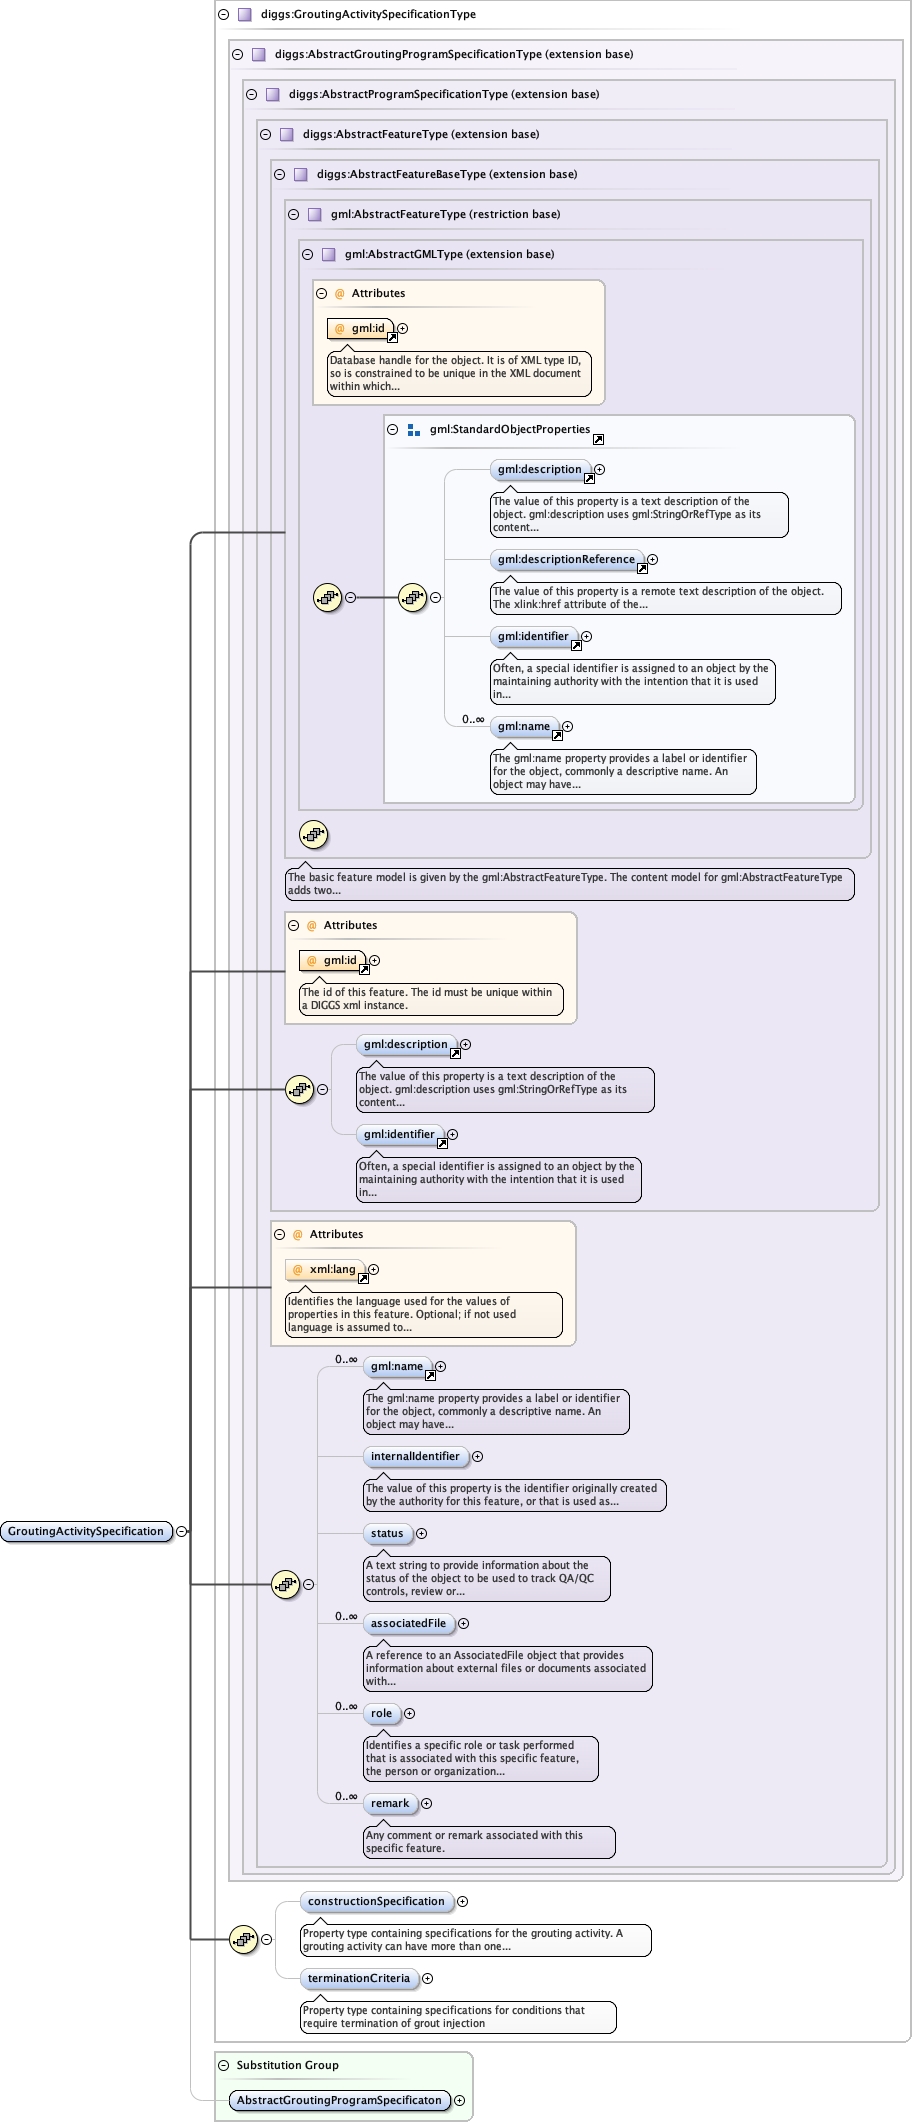 diggs:GroutingActivitySpecificationType
diggs:AbstractGroutingProgramSpecificationType (extension base)
diggs:AbstractProgramSpecificationType (extension base)
diggs:AbstractFeatureType (extension base)
diggs:AbstractFeatureBaseType (extension base)
gml:AbstractFeatureType (restriction base)
gml:AbstractGMLType (extension base)
@ Attributes
@ gml:id
Database handle for the object. It is of XML type ID,
so is constrained to be unique in the XML document
within which...
gml:StandardObjectProperties
gml:description
The value of this property is a text description of the
object. gml:description uses gml:StringOrRefType as its
content...
gml:descriptionReference
The value of this property is a remote text description of the object.
The xlink:href attribute of the...
gml:identifier
Often, a special identifier is assigned to an object by the
maintaining authority with the intention that it is used
in...
0..∞
gml:name
The gml:name property provides a label or identifier
for the object, commonly a descriptive name. An
object may have...
The basic feature model is given by the gml:AbstractFeatureType. The content model for gml:AbstractFeatureType
adds two...
@ Attributes
@ gml:id
The id of this feature. The id must be unique within
a DIGGS xml instance.
gml:description
The value of this property is a text description of the
object. gml:description uses gml:StringOrRefType as its
content...
gml:identifier
Often, a special identifier is assigned to an object by the
maintaining authority with the intention that it is used
in...
@ Attributes
@ xml:lang
Identifies the language used for the values of
properties in this feature. Optional; if not used
language is assumed to...
0..∞
gml:name
The gml:name property provides a label or identifier
for the object, commonly a descriptive name. An
object may have...
internalIdentifier
The value of this property is the identifier originally created
by the authority for this feature, or that is used as...
GroutingActivitySpecification
status
A text string to provide information about the
status of the object to be used to track QA/QC
controls, review or...
0..∞
associatedFile
A reference to an AssociatedFile object that provides
information about external files or documents associated
with...
0..∞
role
Identifies a specific role or task performed
that is associated with this specific feature,
the person or organization...
0..∞
remark
Any comment or remark associated with this
specific feature.
constructionSpecification
Property type containing specifications for the grouting activity. A
grouting activity can have more than one...
terminationCriteria
Property type containing specifications for conditions that
require termination of grout injection
Substitution Group
AbstractGroutingProgramSpecificaton